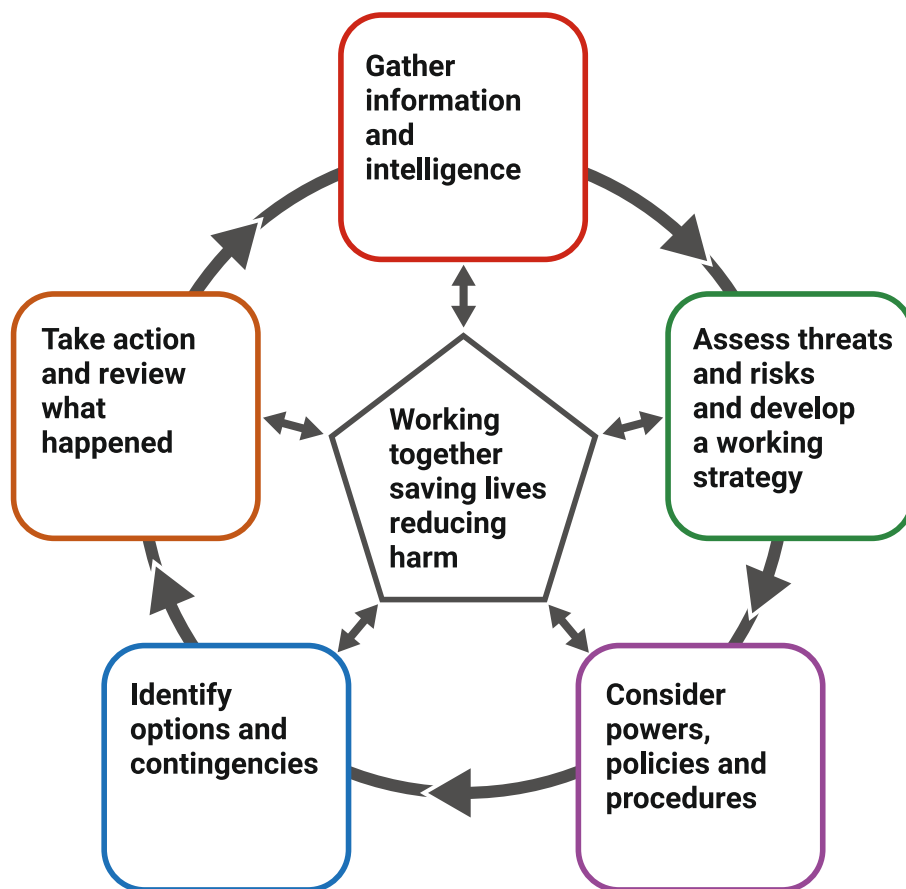 Gather
information
and
intelligence
Assess threats
and risks
and develop
a working
strategy
Consider
powers,
policies and
procedures
Identify
options and
contingencies
Take action
and review
what
happened
Working
together
saving lives
reducing
harm